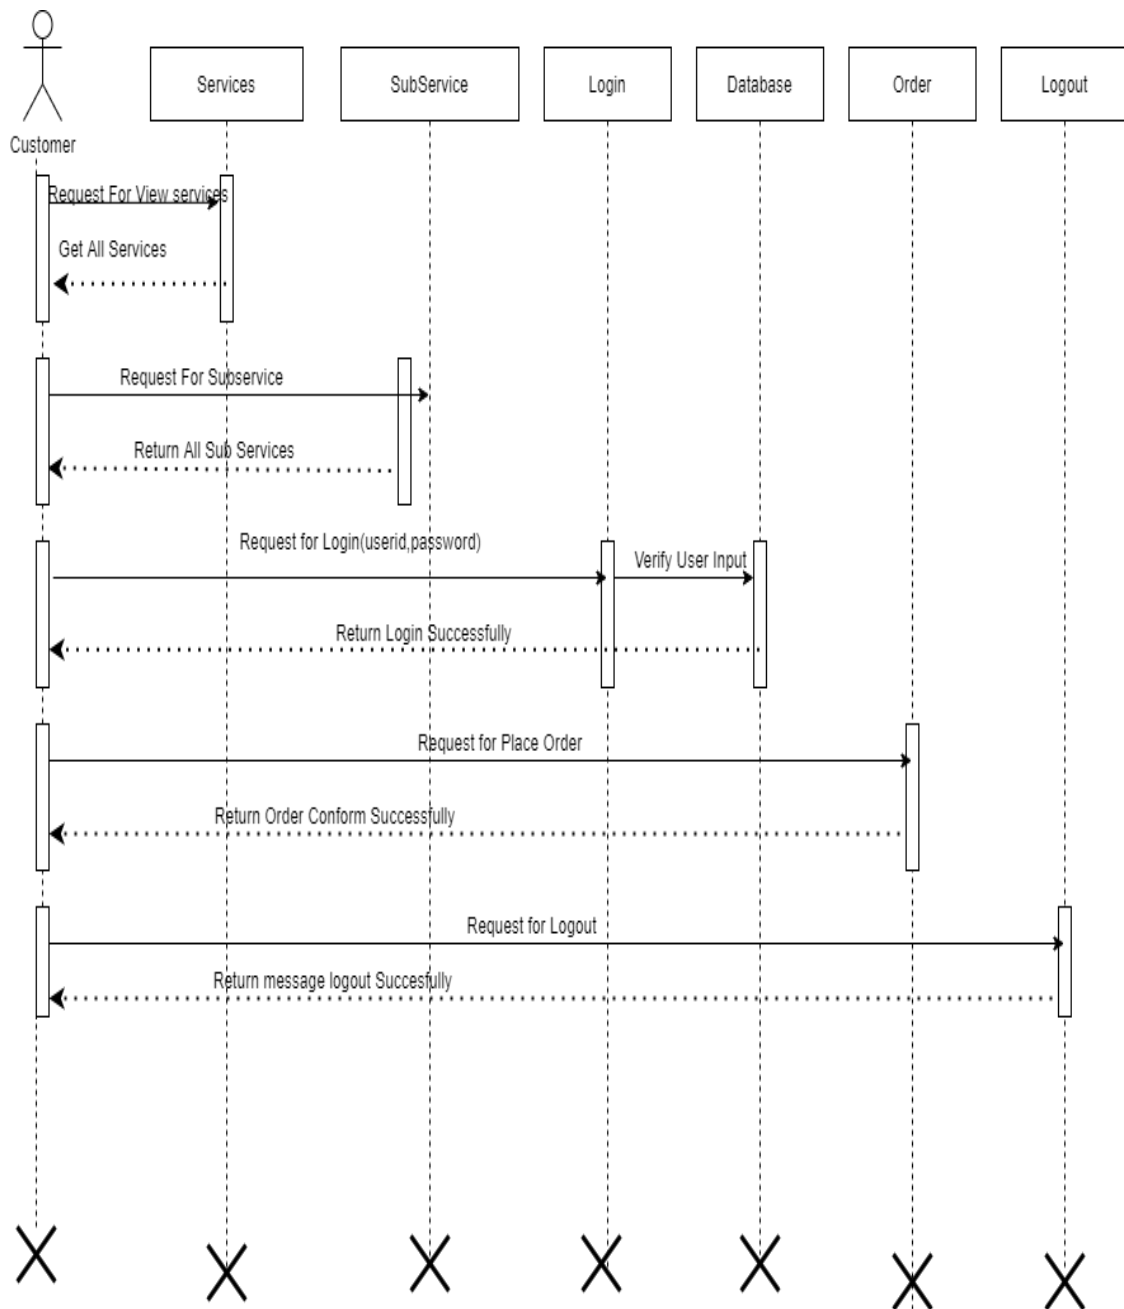 Services
SubService
Login
Database
Order
Logout
Customer
Request For View services
Get All Services
Request For Subservice
Return All Sub Services
Request for Login(userid,password)
Verify User Input
Return Login Successfully
Request for Place Order
Return Order Conform Successfully
Request for Logout
Return message logout Succesfully